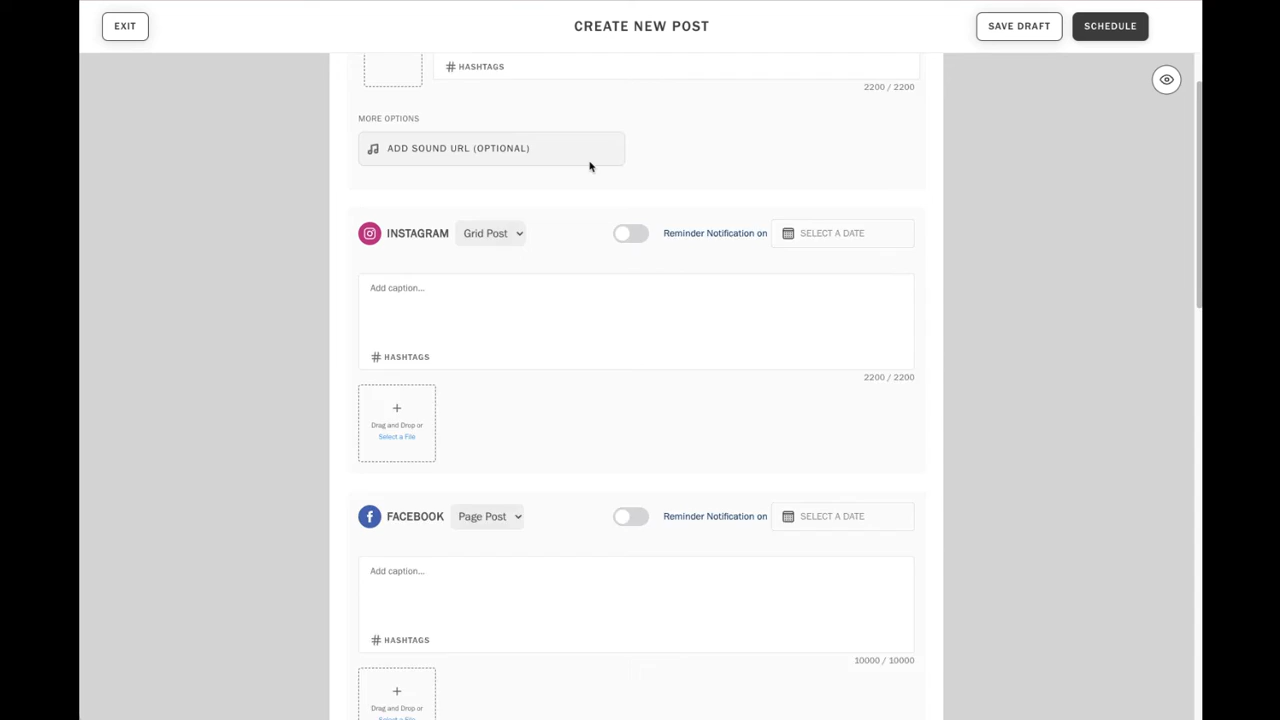 EXIT
CREATE NEW POST
SAVE DRAFT
SCHEDULE
# HASHTAGS
2200 / 2200
MORE OPTIONS
ADD SOUND URL (OPTIONAL)
INSTAGRAM
Grid Post
Reminder Notification on
SELECT A DATE
Add caption...
# HASHTAGS
2200 / 2200
+
Drag and Drop or
Select a File
FACEBOOK
Page Post
Reminder Notification on
SELECT A DATE
Add caption...
# HASHTAGS
10000 / 10000
+
Drag and Drop or
Select a File